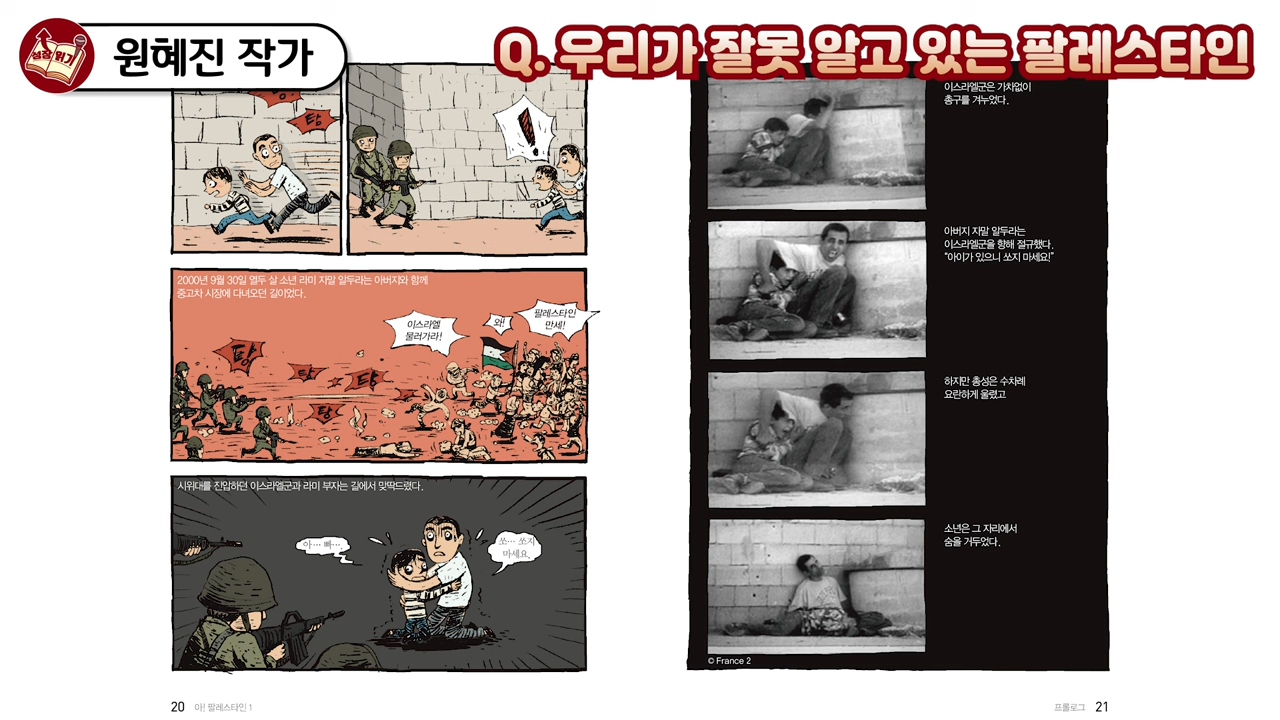 성장 읽기
원혜진 작가
Q. 우리가 잘못 알고 있는 팔레스타인
탕
탕
!
2000년 9월 30일 열두 살 소년 라미 자말 알두라는 아버지와 함께
중고차 시장에 다녀오던 길이었다.
이스라엘
물러가라!
와!
팔레스타인
만세!
탕
탕
탕
탕
시위대를 진압하던 이스라엘군과 라미 부자는 길에서 맞닥드렸다.
아… 빠…
쏘… 쏘지
마세요.
20 아! 팔레스타인 1
이스라엘군은 가차없이
총구를 겨누었다.
아버지 자말 알두라는
이스라엘군을 향해 절규했다.
“아이가 있으니 쏘지 마세요!”
하지만 총성은 수차례
요란하게 울렸고
소년은 그 자리에서
숨을 거두었다.
© France 2
프롤로그 21